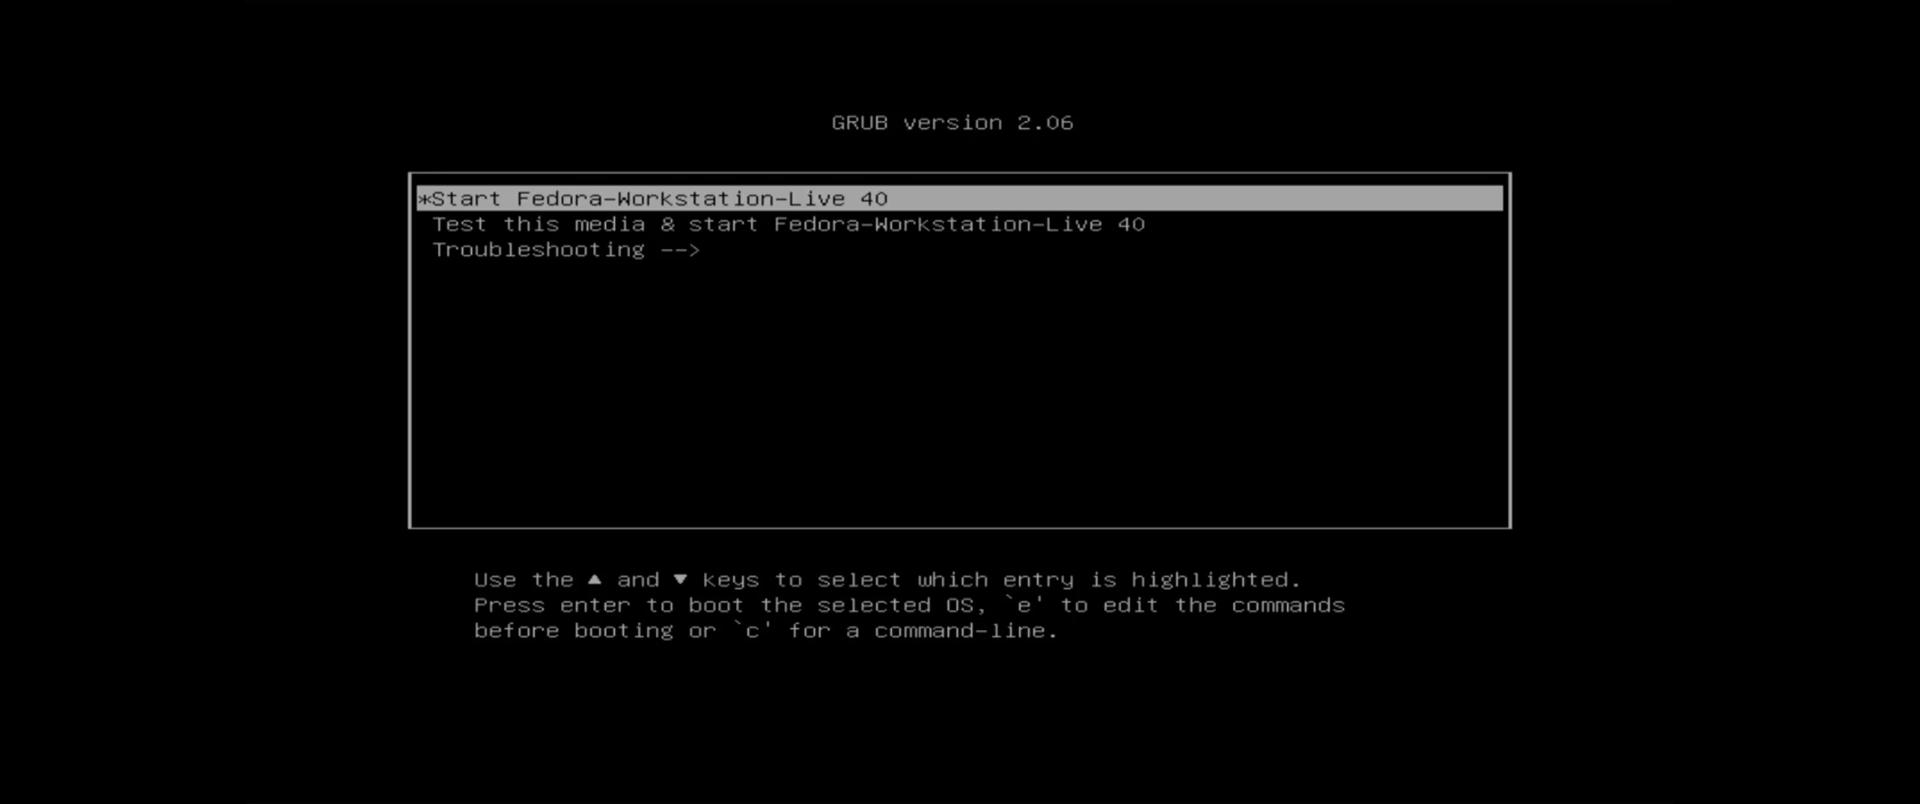 GRUB version 2.06
*Start Fedora-Workstation-Live 40
Test this media & start Fedora-Workstation-Live 40
Troubleshooting -->
Use the ▲ and ▼ keys to select which entry is highlighted.
Press enter to boot the selected OS, `e' to edit the commands
before booting or `c' for a command-line.